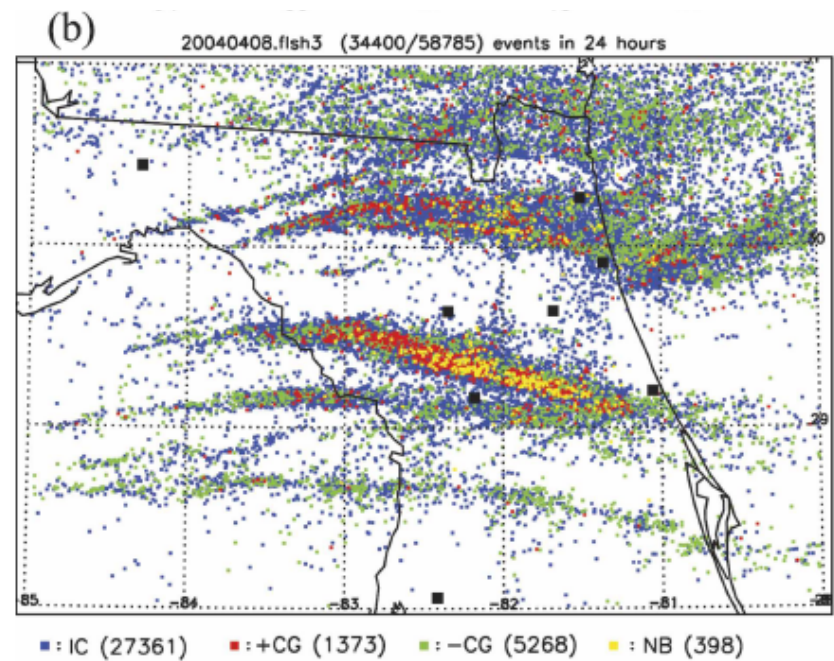 (b)
20040408.flsh3 (34400/58785) events in 24 hours
30
29
-85 -84 -83 -82 -81
: IC (27361) : +CG (1373) : -CG (5268) : NB (398)